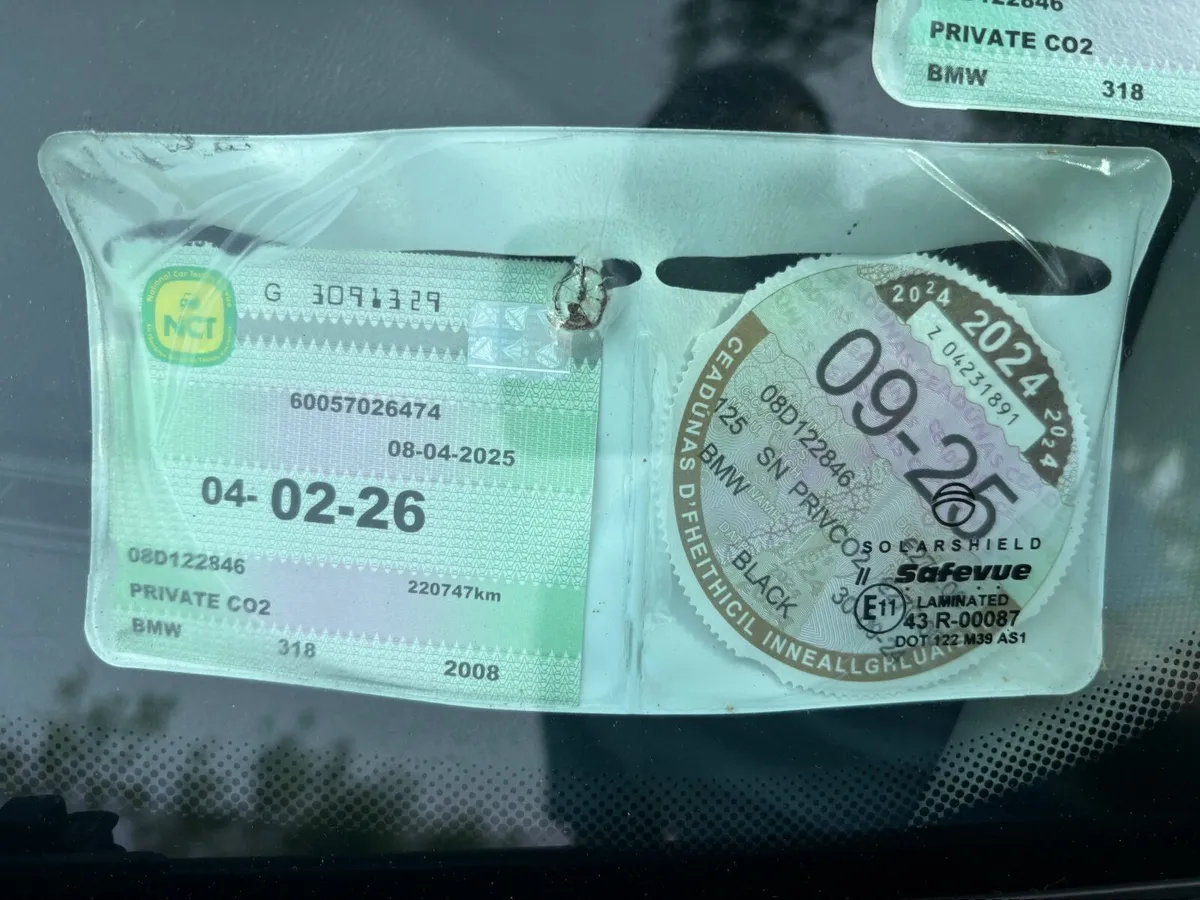 PRIVATE CO2
BMW 318
NCT
G 3091329
60057026474
08-04-2025
04-02-26
08D122846
220747km
PRIVATE CO2
BMW
318
2008
2024 2024 2024
Z 04231891
09-25
08D122846
125 SN PRIVCO2
BMW
BLACK
CEADÚNAS D'FHEITHICIL INNEALLGHLUA
SOLARSHIELD
II Safevue
E11 LAMINATED
43 R-00087
DOT 122 M39 AS1